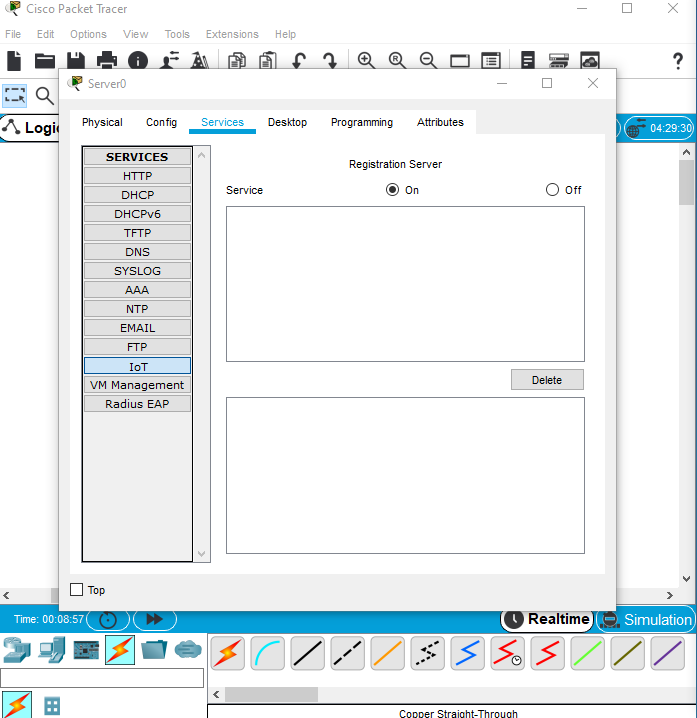 Cisco Packet Tracer
File Edit Options View Tools Extensions Help
Server0
Logic
04:29:30
Physical Config Services Desktop Programming Attributes
SERVICES
HTTP
DHCP
DHCPv6
TFTP
DNS
SYSLOG
AAA
NTP
EMAIL
FTP
IoT
VM Management
Radius EAP
Registration Server
Service On Off
Delete
Top
Time: 00:08:57
Realtime Simulation
Copper Straight-Through